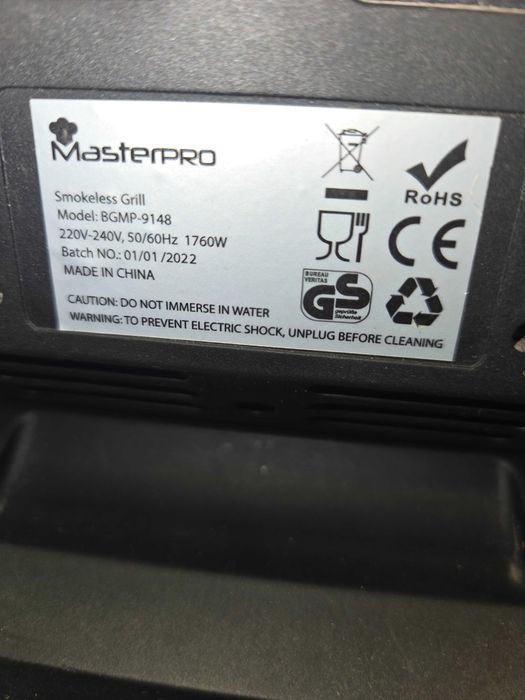 MasterPRO
Smokeless Grill
Model: BGMP-9148
220V-240V, 50/60Hz 1760W
Batch NO.: 01/01 /2022
MADE IN CHINA
CAUTION: DO NOT IMMERSE IN WATER
WARNING: TO PREVENT ELECTRIC SHOCK, UNPLUG BEFORE CLEANING
RoHS
CE
BUREAU
VERITAS
GS
geprüfte
Sicherheit